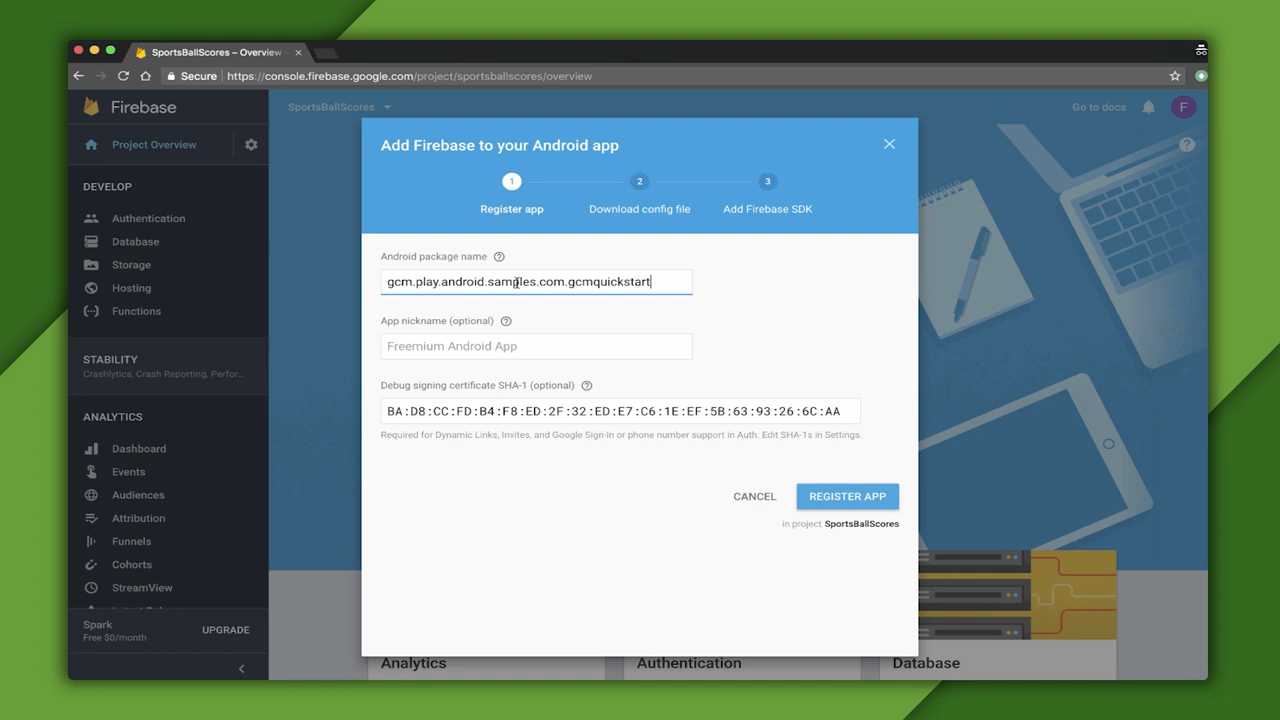 SportsBallScores – Overview -
Secure
https://console.firebase.google.com/project/sportsballscores/overview
Firebase
SportsBallScores
Go to docs
F
Project Overview
?
DEVELOP
Authentication
Database
Storage
Hosting
Functions
STABILITY
Crashlytics, Crash Reporting, Perfor...
ANALYTICS
Dashboard
Events
Audiences
Attribution
Funnels
Cohorts
StreamView
Spark
Free $0/month
UPGRADE
Add Firebase to your Android app
1
2
3
Register app
Download config file
Add Firebase SDK
Android package name ?
gcm.play.android.samples.com.gcmquickstart
App nickname (optional) ?
Freemium Android App
Debug signing certificate SHA-1 (optional) ?
BA:D8:CC:FD:B4:F8:ED:2F:32:ED:E7:C6:1E:EF:5B:63:93:26:6C:AA
Required for Dynamic Links, Invites, and Google Sign-In or phone number support in Auth. Edit SHA-1s in Settings.
CANCEL
REGISTER APP
in project SportsBallScores
Analytics
Authentication
Database